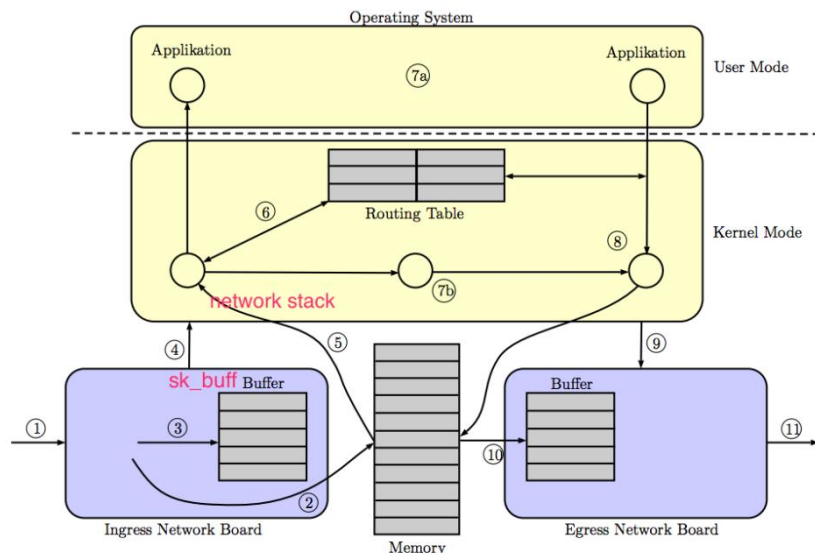 Operating System
Applikation
Applikation
7a
User Mode
6
Routing Table
8
Kernel Mode
7b
network stack
4
5
9
sk_buff
Buffer
Buffer
1
3
11
10
2
Ingress Network Board
Egress Network Board
Memory